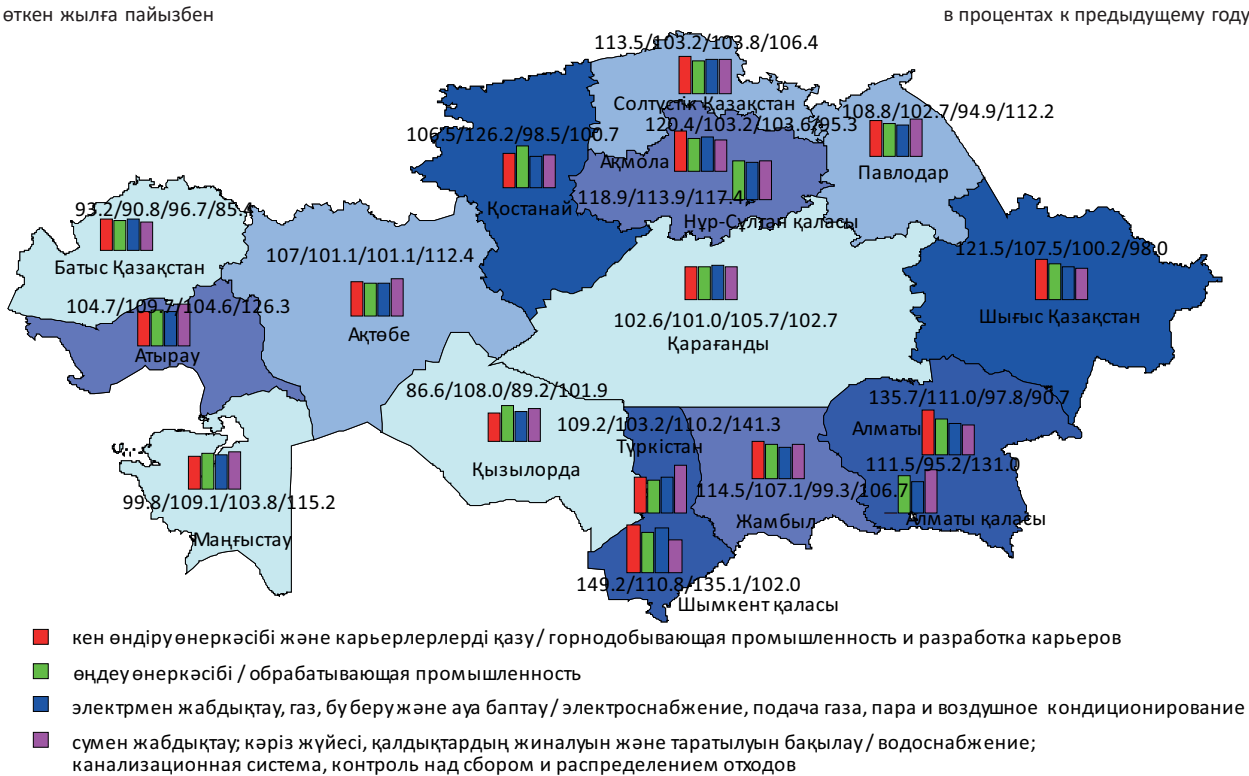 өткен жылға пайызбен
в процентах к предыдущему году
113.5/103.2/103.8/106.4
Солтүстік Қазақстан
108.8/102.7/94.9/112.2
Павлодар
106.5/126.2/98.5/100.7
Қостанай
120.4/103.2/103.6/95.3
Ақмола
118.9/113.9/117.4
Нұр-Сұлтан қаласы
93.2/90.8/96.7/85.4
Батыс Қазақстан
107/101.1/101.1/112.4
Ақтөбе
121.5/107.5/100.2/98.0
Шығыс Қазақстан
104.7/109.7/104.6/126.3
Атырау
102.6/101.0/105.7/102.7
Қарағанды
86.6/108.0/89.2/101.9
Қызылорда
135.7/111.0/97.8/90.7
Алматы
109.2/103.2/110.2/141.3
Түркістан
111.5/95.2/131.0
Алматы қаласы
114.5/107.1/99.3/106.7
Жамбыл
99.8/109.1/103.8/115.2
Маңғыстау
149.2/110.8/135.1/102.0
Шымкент қаласы
кен өндіру өнеркәсібі және карьерлерлерді қазу / горнодобывающая промышленность и разработка карьеров
өңдеу өнеркәсібі / обрабатывающая промышленность
электрмен жабдықтау, газ, бу беру және ауа баптау / электроснабжение, подача газа, пара и воздушное кондиционирование
сумен жабдықтау; кәріз жүйесі, қалдықтардың жиналуын және таратылуын бақылау / водоснабжение;
канализационная система, контроль над сбором и распределением отходов